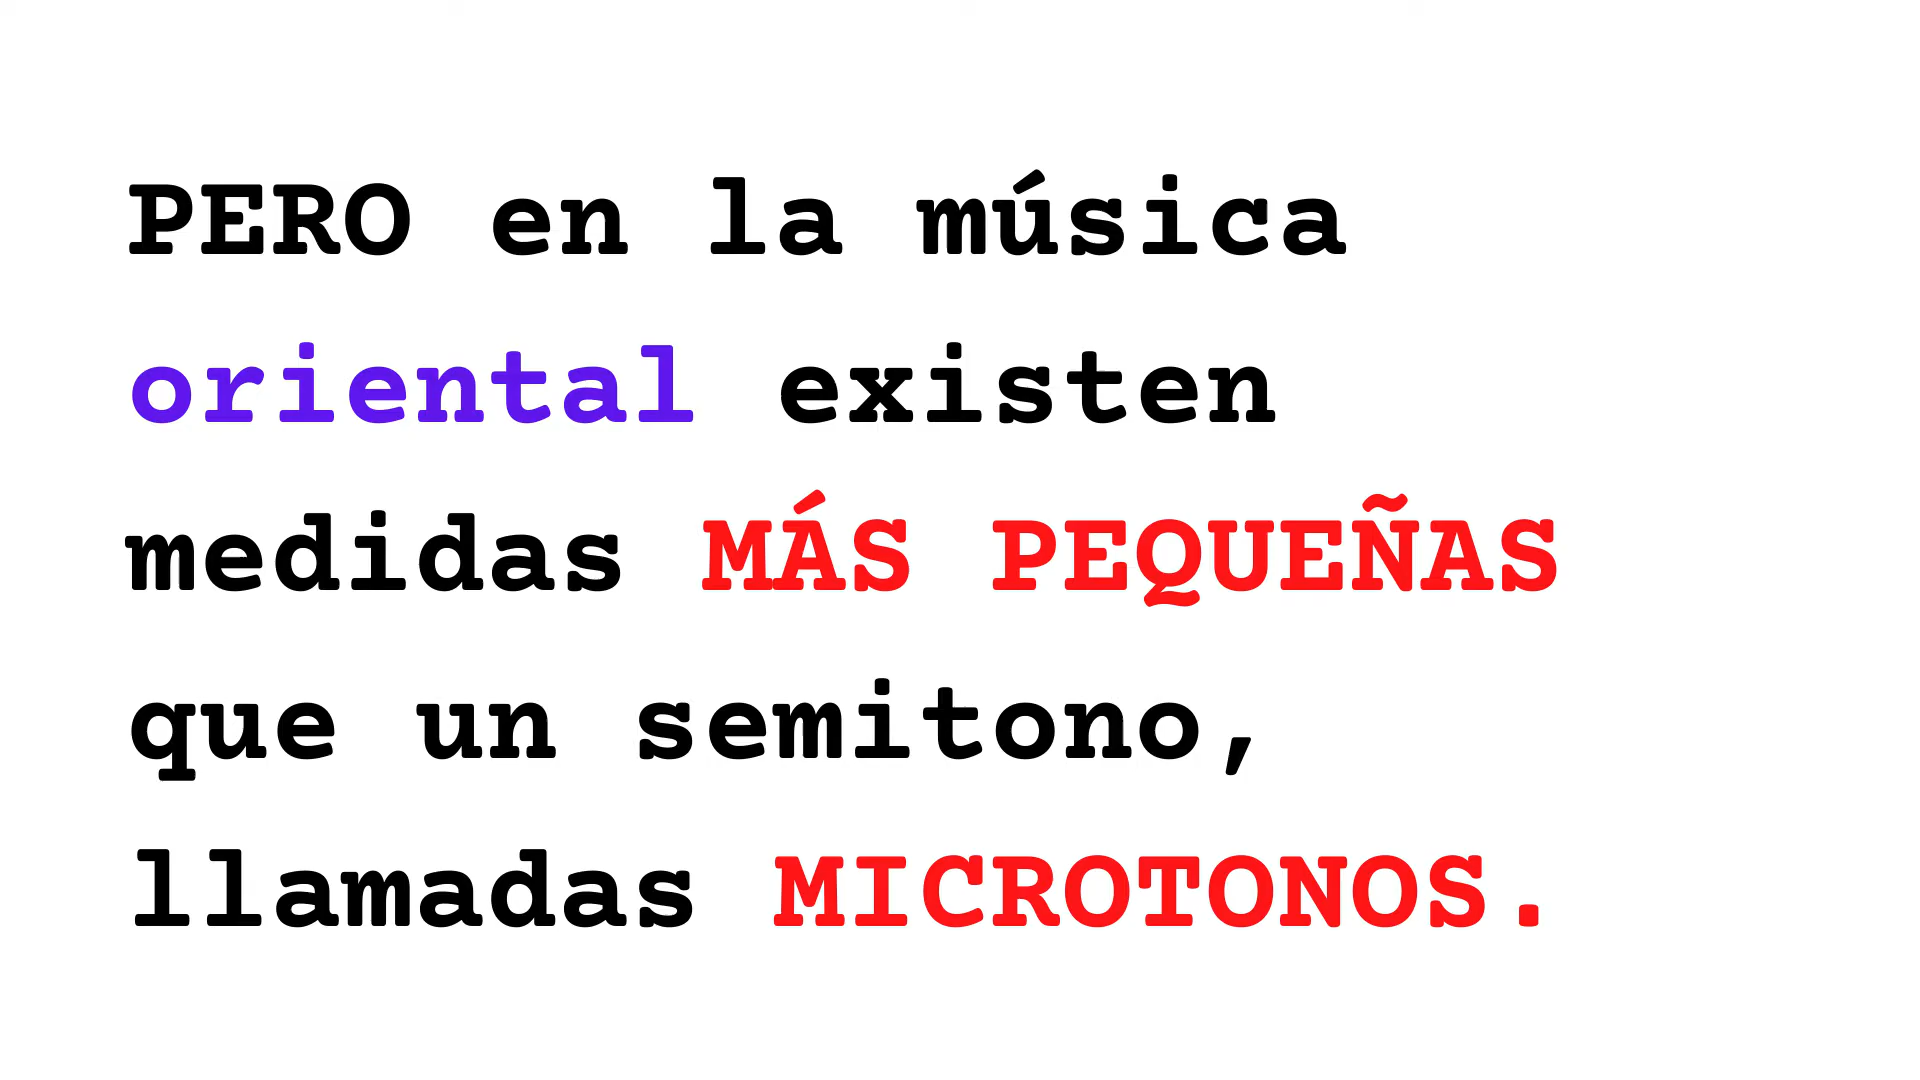 PERO en la música
oriental existen
medidas MÁS PEQUEÑAS
que un semitono,
llamadas MICROTONOS.